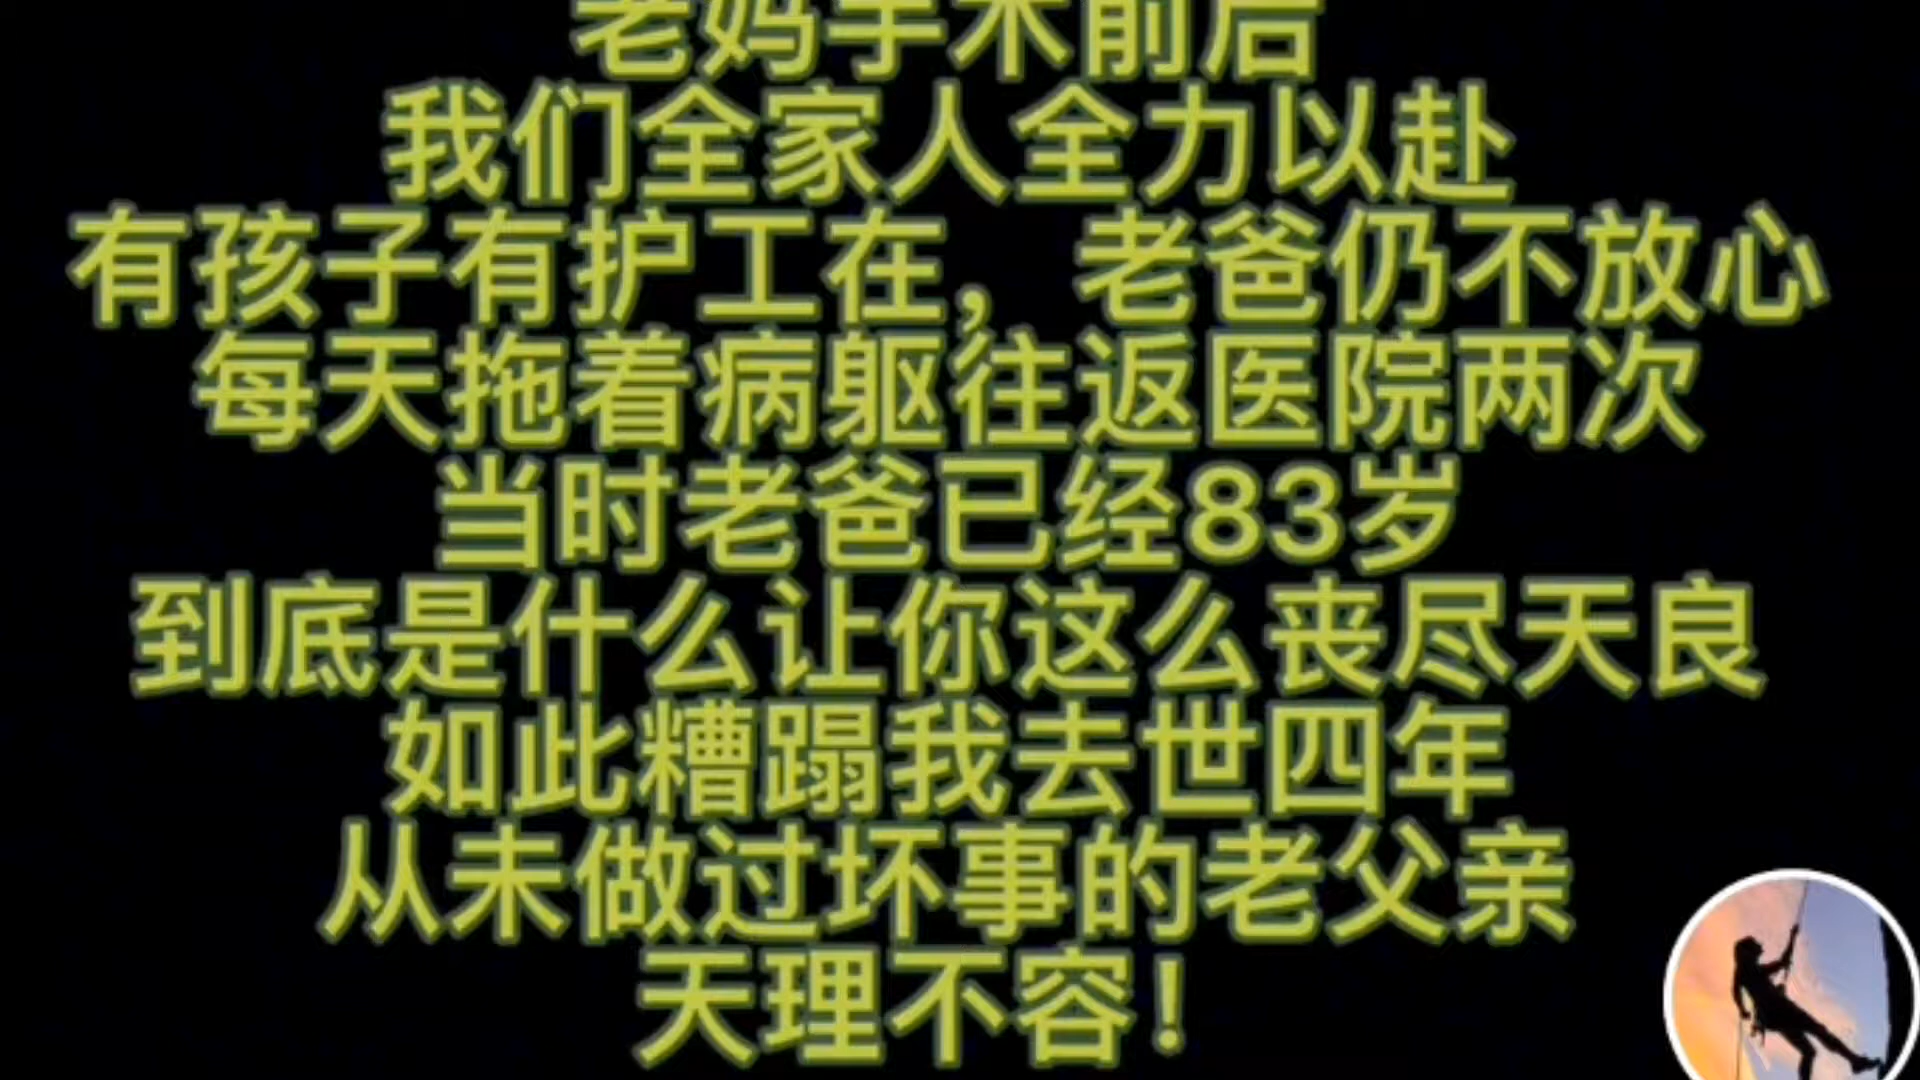 老妈手术前后
我们全家人全力以赴
有孩子有护工在，老爸仍不放心
每天拖着病躯往返医院两次
当时老爸已经83岁
到底是什么让你这么丧尽天良
如此糟蹋我去世四年
从未做过坏事的老父亲
天理不容！